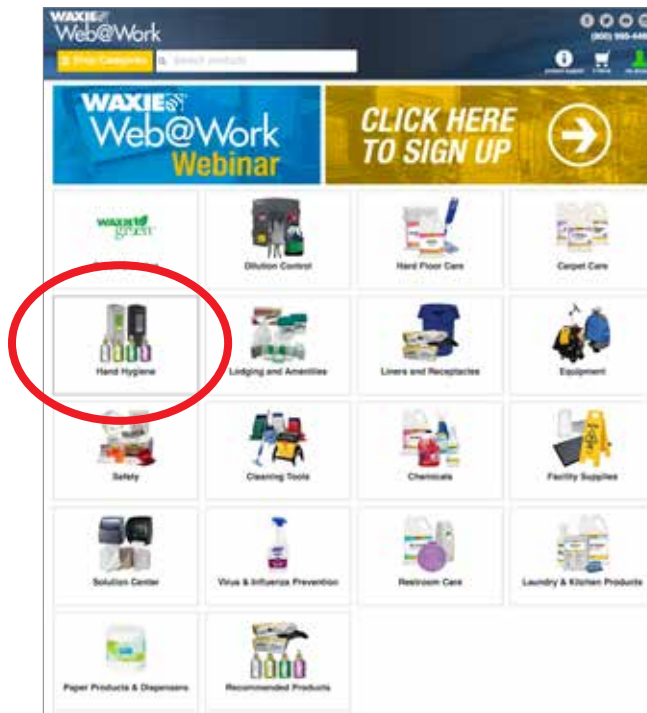 WAXIE
Web@Work
Shop Categories
Search products
WAXIE
Web@Work
Webinar
CLICK HERE
TO SIGN UP
WAXIE
green
Dilution Control
Hard Floor Care
Carpet Care
Hand Hygiene
Lodging and Amenities
Liners and Receptacles
Equipment
Safety
Cleaning Tools
Chemicals
Facility Supplies
Solution Center
Virus & Influenza Prevention
Restroom Care
Laundry & Kitchen Products
Paper Products & Dispensers
Recommended Products